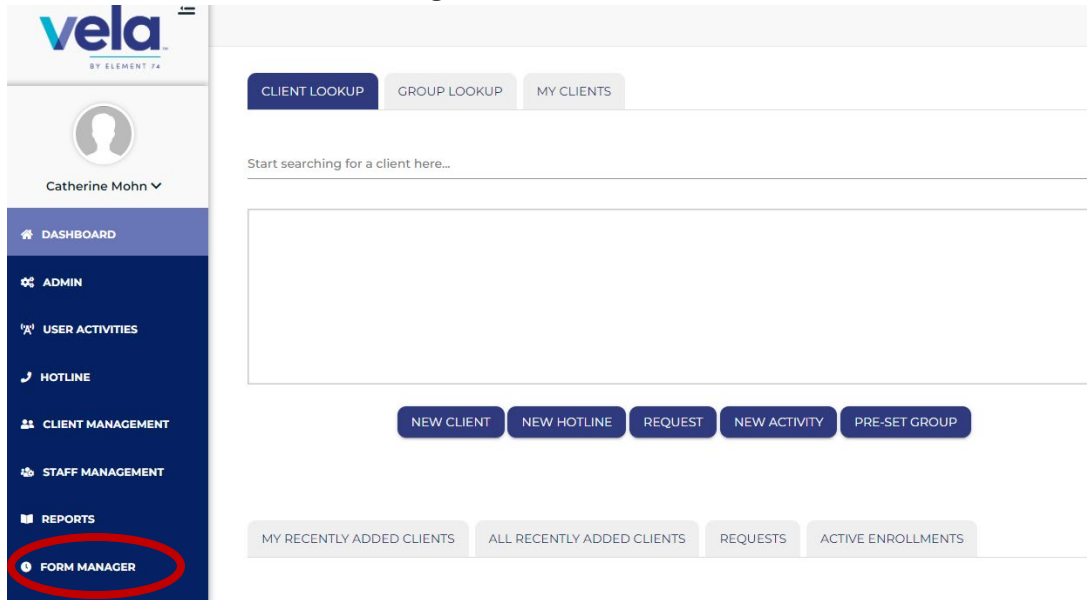 vela
BY ELEMENT 74
Catherine Mohn
DASHBOARD
ADMIN
USER ACTIVITIES
HOTLINE
CLIENT MANAGEMENT
STAFF MANAGEMENT
REPORTS
FORM MANAGER
CLIENT LOOKUP GROUP LOOKUP MY CLIENTS
Start searching for a client here...
NEW CLIENT NEW HOTLINE REQUEST NEW ACTIVITY PRE-SET GROUP
MY RECENTLY ADDED CLIENTS ALL RECENTLY ADDED CLIENTS REQUESTS ACTIVE ENROLLMENTS